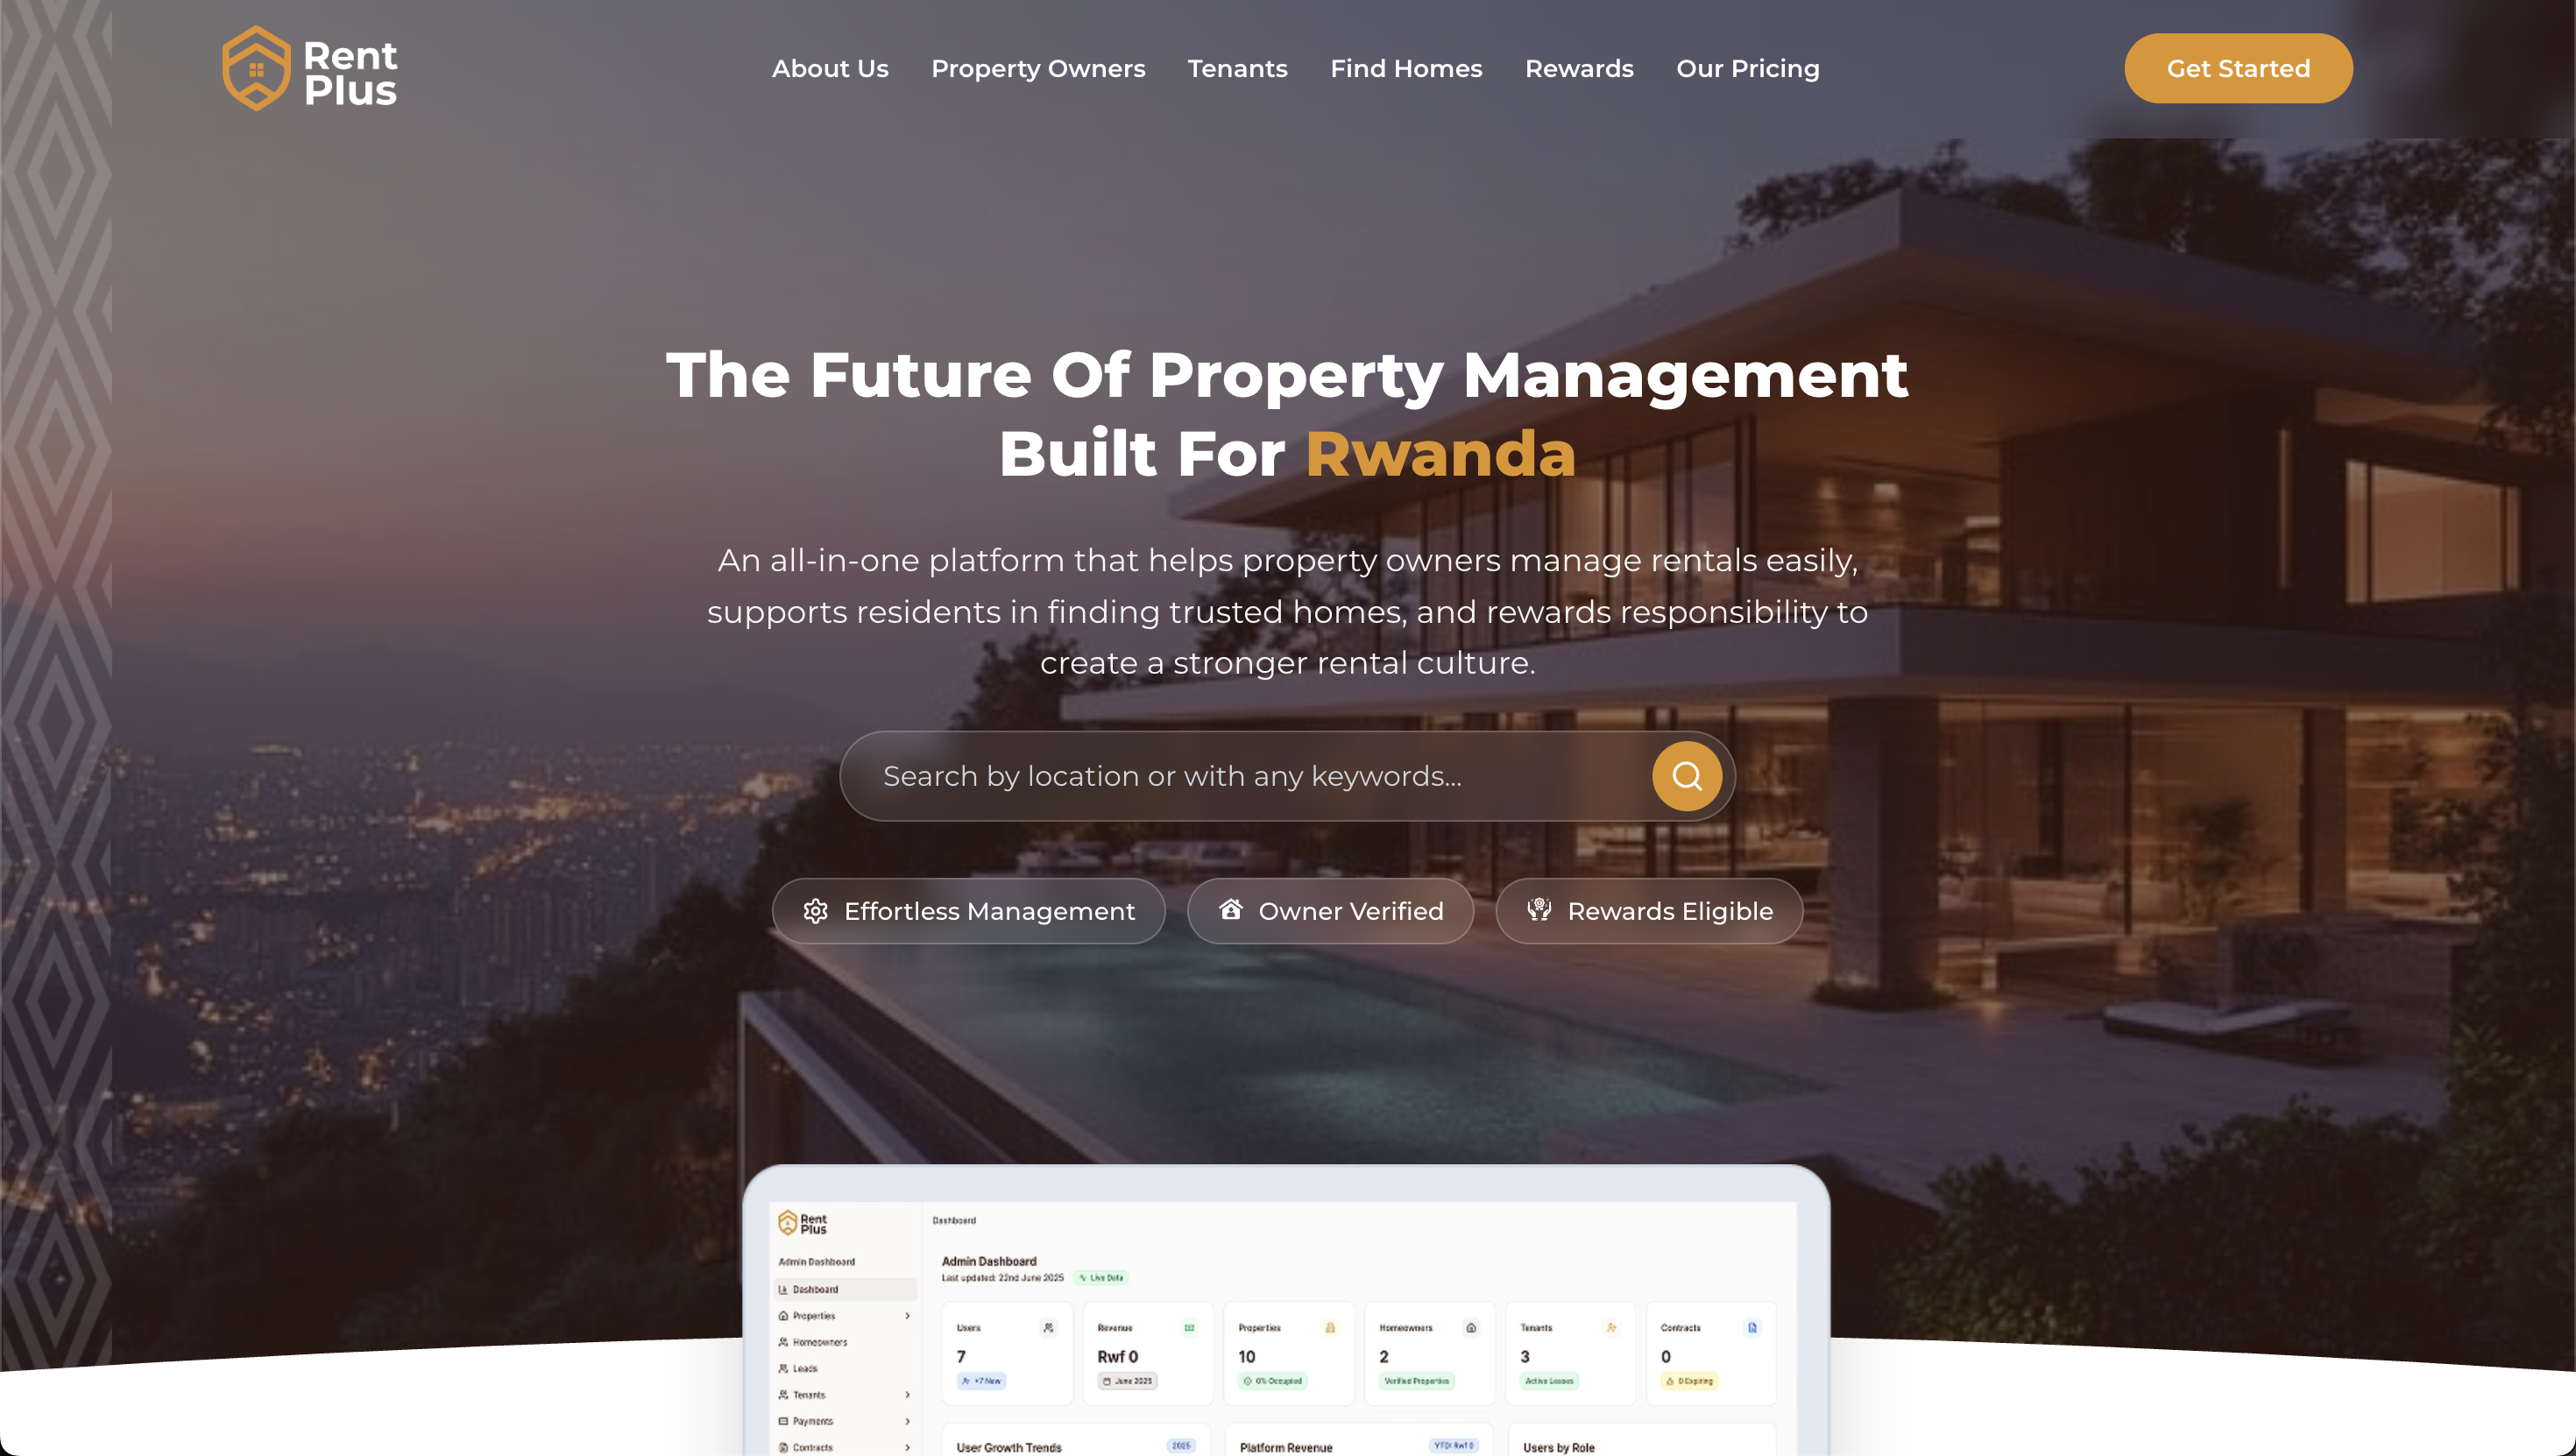 Rent
Plus
About Us
Property Owners
Tenants
Find Homes
Rewards
Our Pricing
Get Started
The Future Of Property Management
Built For Rwanda
An all-in-one platform that helps property owners manage rentals easily,
supports residents in finding trusted homes, and rewards responsibility to
create a stronger rental culture.
Search by location or with any keywords...
Effortless Management
Owner Verified
Rewards Eligible
Rent
Plus
Dashboard
Admin Dashboard
Dashboard
Properties
Homeowners
Leads
Tenants
Payments
Contracts
Admin Dashboard
Last updated: 22nd June 2025
Live Data
Users
7
+7 New
Revenue
Rwf 0
June 2025
Properties
10
0% Occupied
Homeowners
2
Verified Properties
Tenants
3
Active Leases
Contracts
0
0 Expiring
User Growth Trends
2025
Platform Revenue
YTD: Rwf 0
Users by Role